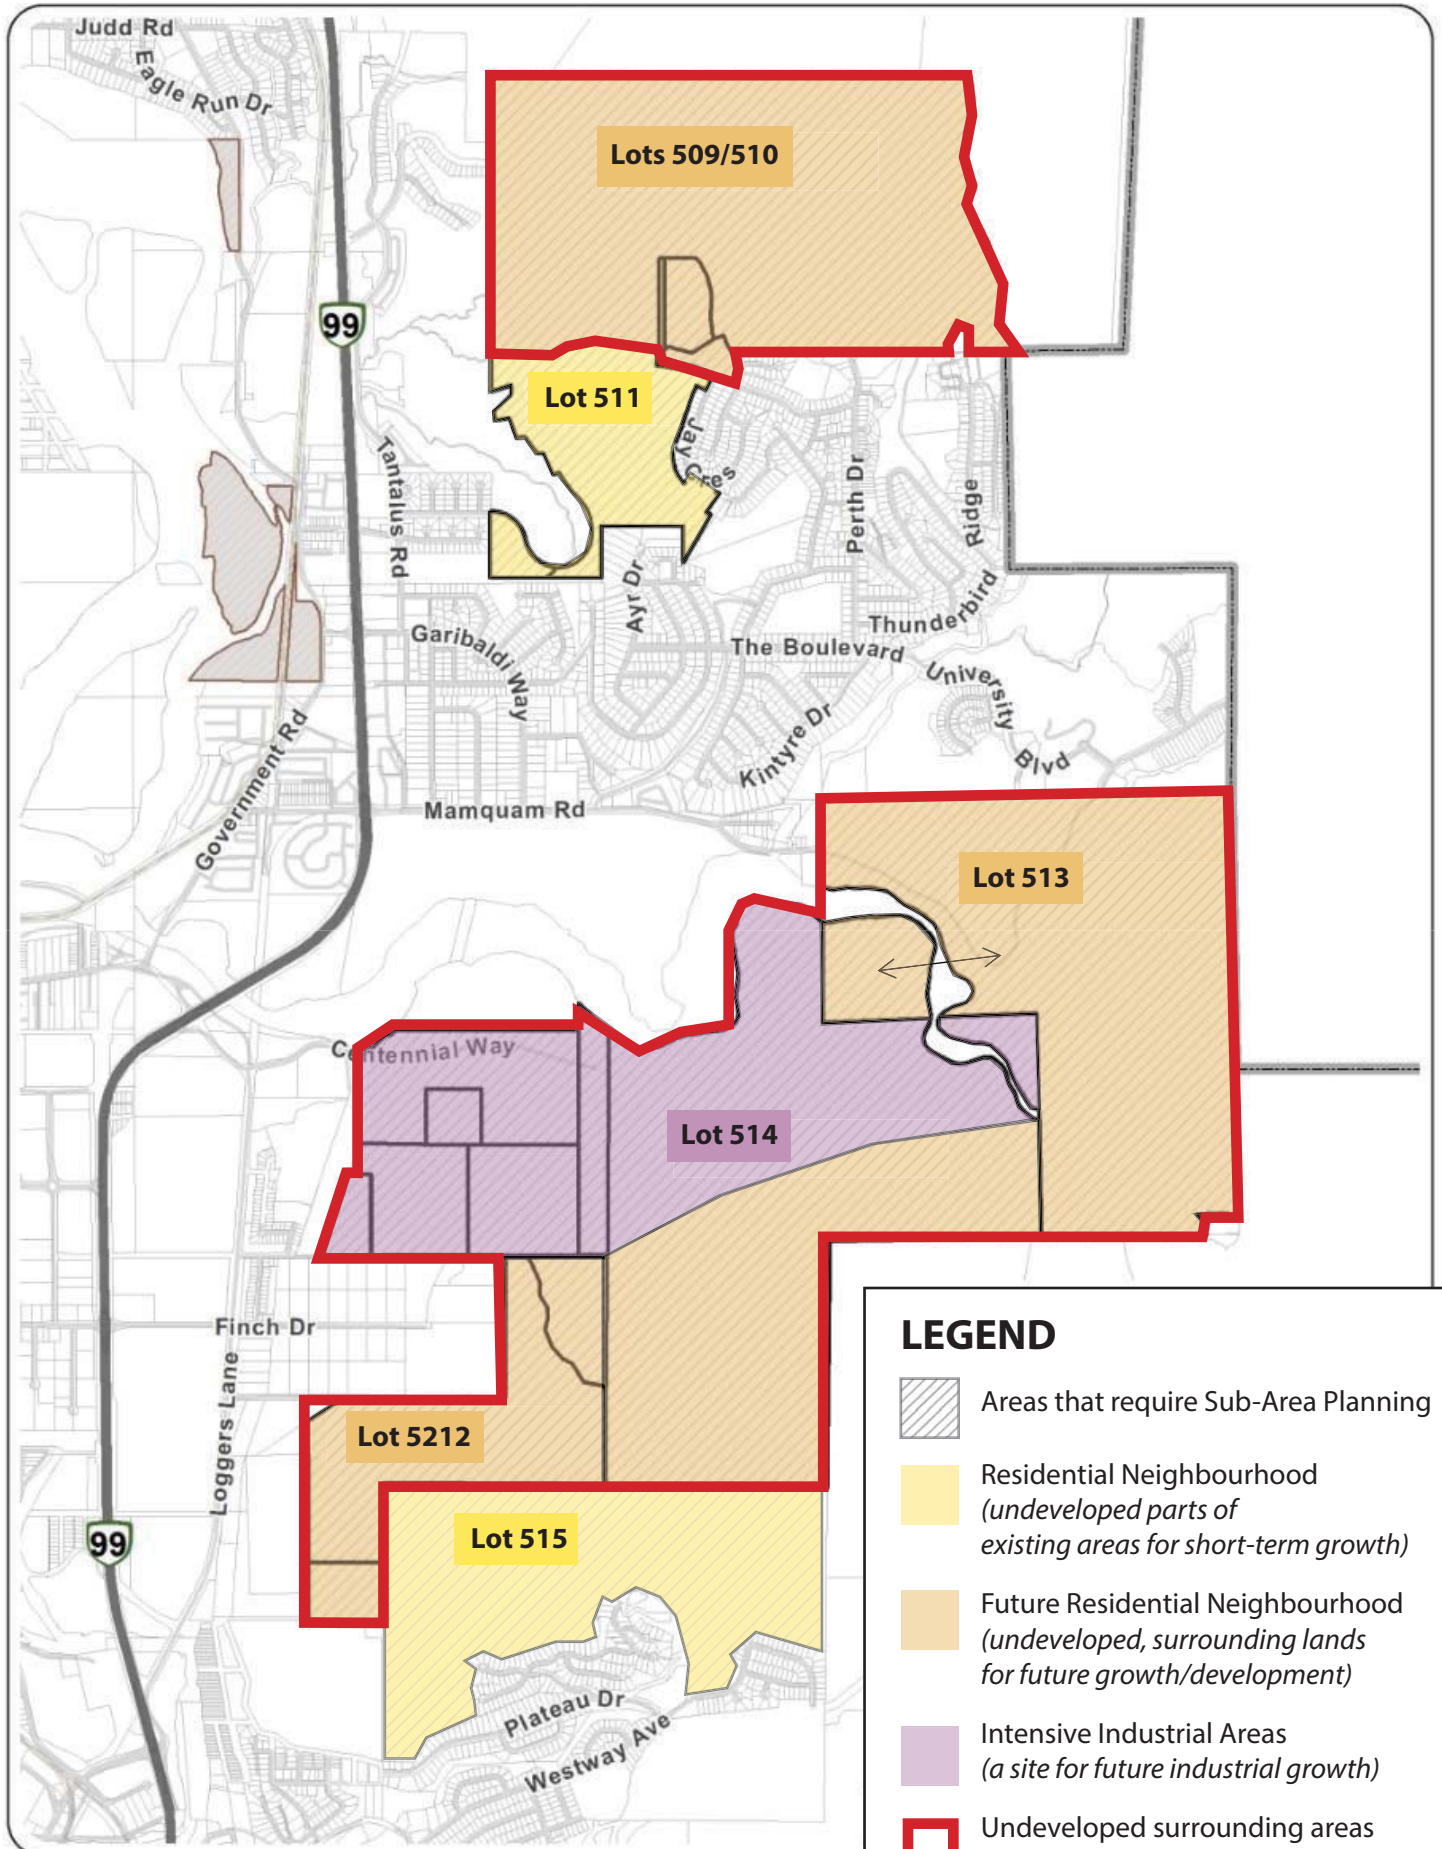 Judd Rd
Eagle Run Dr
Lots 509/510
99
Lot 511
Jay Cres
Tantalus Rd
Perth Dr
Ridge
Ayr Dr
Thunderbird
Garibaldi Way
The Boulevard
University
Blvd
Kintyre Dr
Government Rd
Mamquam Rd
Lot 513
Centennial Way
Lot 514
Finch Dr
Loggers Lane
Lot 5212
99
Lot 515
Plateau Dr
Westway Ave
LEGEND
Areas that require Sub-Area Planning
Residential Neighbourhood
(undeveloped parts of
existing areas for short-term growth)
Future Residential Neighbourhood
(undeveloped, surrounding lands
for future growth/development)
Intensive Industrial Areas
(a site for future industrial growth)
Undeveloped surrounding areas